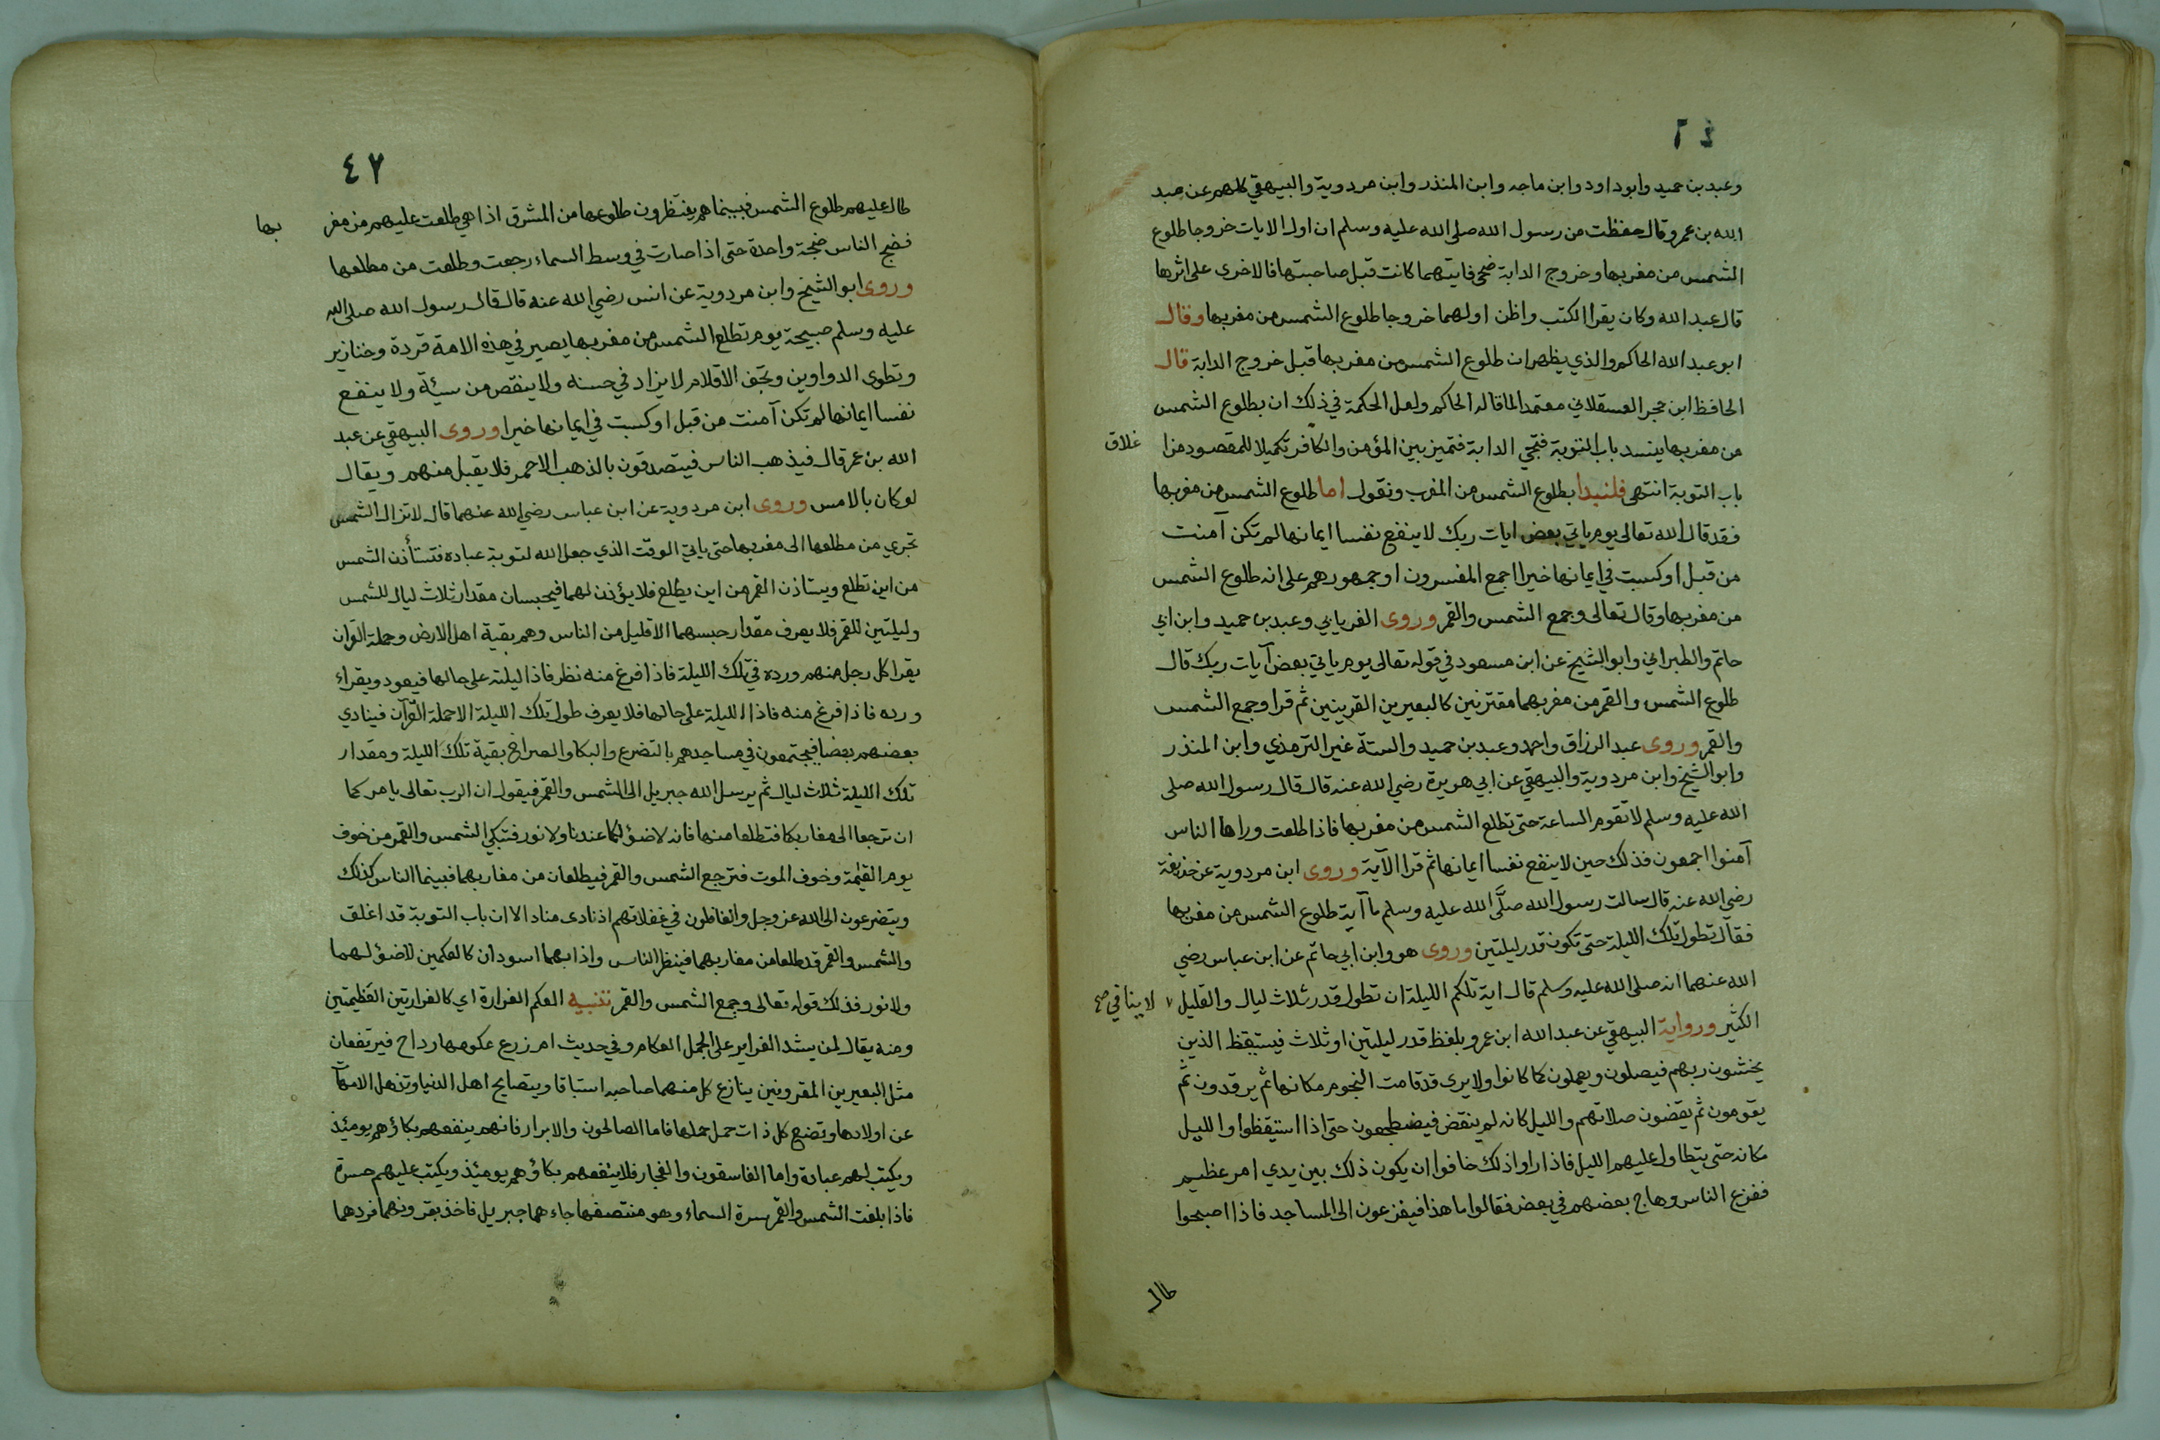 وعبد بن حميد وابو داود وابن ماجه وابن المنذر وابن مردوية والبيهقي كلهم عن عبد
الله بن عمرو قال حفظت من رسول الله صلى الله عليه وسلم ان اول الايات خروجا طلوع
الشمس من مغربها وخروج الدابة ضحى فايتهما كانت قبل صاحبتها فالاخرى على اثرها
قال عبد الله وكان يقرا الكتب واظن اولهما خروجا طلوع الشمس من مغربها وقال
ابو عبد الله الحاكم والذي يظهر ان طلوع الشمس من مغربها قبل خروج الدابة قال
الحافظ ابن حجر العسقلاني معتمدا لما قاله الحاكم ولعل الحكمة في ذلك ان بطلوع الشمس
من مغربها ينسد باب التوبة فتجيئ الدابة فتميز بين المؤمن والكافر تكميلا للمقصود من ا
غلاق
باب التوبة انتهى فلنبدا بطلوع الشمس من المغرب ونقول اما طلوع الشمس من مغربها
فقد قال الله تعالى يوم ياتي بعض ايات ربك لا ينفع نفسا ايمانها لم تكن آمنت
من قبل او كسبت في ايمانها خيرا اجمع المفسرون او جمهورهم على انه طلوع الشمس
من مغربها وقال تعالى وجمع الشمس والقمر وروى الفريابي وعبد بن حميد وابن ابي
حاتم والطبراني وابو الشيخ عن ابن مسعود في قوله تعالى يوم ياتي بعض آيات ربك قال
طلوع الشمس والقمر من مغربهما مقترنين كالبعيرين القرينين ثم قرا وجمع الشمس
والقمر وروى عبد الرزاق واحمد وعبد بن حميد والستة غير الترمذي وابن المنذر
وابو الشيخ وابن مردوية والبيهقي عن ابي هريرة رضي الله عنه قال قال رسول الله صلى
الله عليه وسلم لا تقوم الساعة حتى تطلع الشمس من مغربها فاذا طلعت وراها الناس
آمنوا اجمعون فذلك حين لا ينفع نفسا ايمانها ثم قرا الآية وروى ابن مردوية عن حذيفة
رضي الله عنه قال سالت رسول الله صلَّى الله عليه وسلم ما آية طلوع الشمس من مغربها
فقال تطول تلك الليلة حتى تكون قدر ليلتين وروى هو وابن ابي حاتم عن ابن عباس رضي
الله عنهما انه صلى الله عليه وسلم قال اية تلكم الليلة ان تطول قدر ثلاث ليال والقليل
لا ينافي صح
الكثير ورواية البيهقي عن عبد الله ابن عمرو بلفظ قدر ليلتين او ثلاث فيستيقظ الذين
يخشون ربهم فيصلون ويعملون كما كانوا ولا يرى قد قامت النجوم مكانها ثم يرقدون ثم
يقومون ثم يقضون صلاتهم والليل كانه لم ينقض فيضطجعون حتى اذا استيقظوا والليل
مكانه حتى يتطاول عليهم الليل فاذا راوا ذلك خافوا ان يكون ذلك بين يدي امر عظيم
ففزع الناس وهاج بعضهم في بعض فقالوا ما هذا فيفزعون الى المساجد فاذا اصبحوا
طال
٤٧
طال عليهم طلوع الشمس فبينما هم ينتظرون طلوعها من المشرق اذا هي طلعت عليهم من مغر
بها
فضج الناس ضجة واحدة حتى اذا صارت في وسط السماء رجعت وطلعت من مطلعها
وروى ابو الشيخ وابن مردوية عن انس رضي الله عنه قال قال رسول الله صلى الله
عليه وسلم صبيحة يوم تطلع الشمس من مغربها يصير في هذه الامة قردة وخنازير
وتطوى الدواوين وتجف الاقلام لا يزاد في حسنة ولا ينقص من سيئة ولا ينفع
نفسا ايمانها لم تكن آمنت من قبل او كسبت في ايمانها خيرا وروى البيهقي عن عبد
الله بن عمر قال فيذهب الناس فيتصدقون بالذهب الاحمر فلا يقبل منهم ويقال
لو كان بالامس وروى ابن مردوية عن ابن عباس رضي الله عنهما قال لا تزال الشمس
تجري من مطلعها الى مغربها حتى ياتي الوقت الذي جعل الله لتوبة عباده فتستأذن الشمس
من اين تطلع ويستاذن القمر من اين يطلع فلا يؤذن لهما فيحبسان مقدار ثلاث ليال للشمس
وليلتين للقمر فلا يعرف مقدار حبسهما الا قليل من الناس وهم بقية اهل الارض وحملة القرآن
يقرا كل رجل منهم ورده في تلك الليلة فاذا فرغ منه نظر فاذا ليلته على حالها فيعود ويقراء
ورده فاذا فرغ منه فاذا الليلة على حالها فلا يعرف طول تلك الليلة الا حملة القرآن فينادي
بعضهم بعضا فيجتمعون في مساجدهم بالتضرع والبكا والصراخ بقية تلك الليلة ومقدار
تلك الليلة ثلاث ليال ثم يرسل الله جبريل الى الشمس والقمر فيقول ان الرب تعالى يامركما
ان ترجعا الى مغاربكما فتطلعا منها فانه لا ضؤ لكما عندنا ولا نور فتبكي الشمس والقمر من خوف
يوم القيٰمة وخوف الموت فترجع الشمس والقمر فيطلعان من مغاربهما فبينما الناس كذلك
ويتضرعون الى الله عز وجل والغافلون في غفلاتهم اذ نادى مناد الا ان باب التوبة قد اغلق
والشمس والقمر قد طلعا من مغاربهما فينظر الناس واذا بهما اسودان كالعكمين لا ضؤ لهما
ولا نور فذلك قوله تعالى وجمع الشمس والقمر تنبيه العكم الغرارة اي كالغرارتين العظيمتين
ومنه يقال لمن يشد الغراير على الجمل العكام وفي حديث ام زرع عكومها رداح فيرتفعان
مثل البعيرين المقرونين ينازع كل منهما صاحبه استباقا ويتصايح اهل الدنيا وتذهل الامهات
عن اولادها وتضع كل ذات حمل حملها فاما الصالحون والابرار فانهم ينفعهم بكاؤهم يومئذ
ويكتب لهم عبادة واما الفاسقون والفجار فلا ينفعهم بكاؤهم يومئذ ويكتب عليهم حسرة
فاذا بلغت الشمس والقمر سرة السماء وهو منتصفها جاءهما جبريل فاخذ بقرونهما فردهما